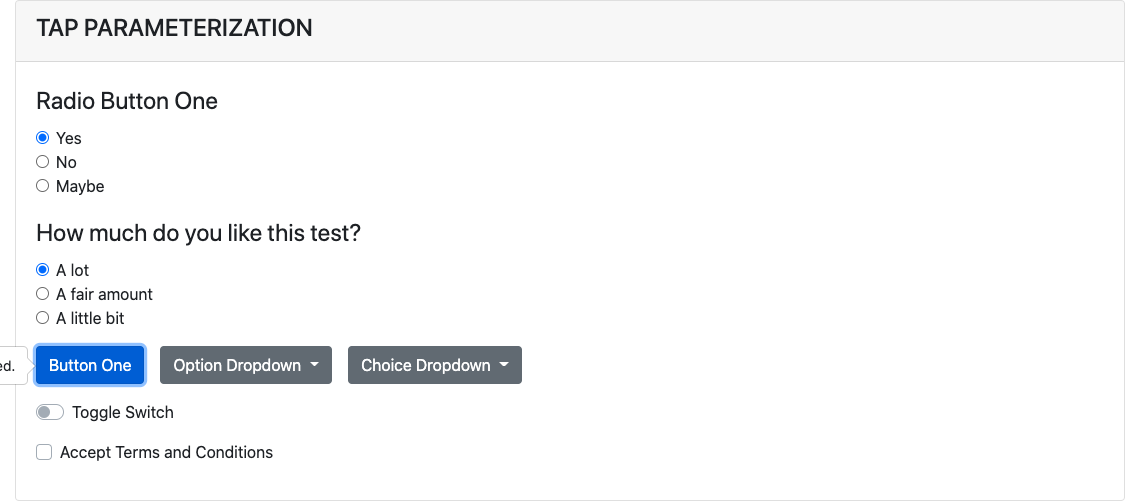 TAP PARAMETERIZATION
Radio Button One
Yes
No
Maybe
How much do you like this test?
A lot
A fair amount
A little bit
ed.
Button One
Option Dropdown
Choice Dropdown
Toggle Switch
Accept Terms and Conditions